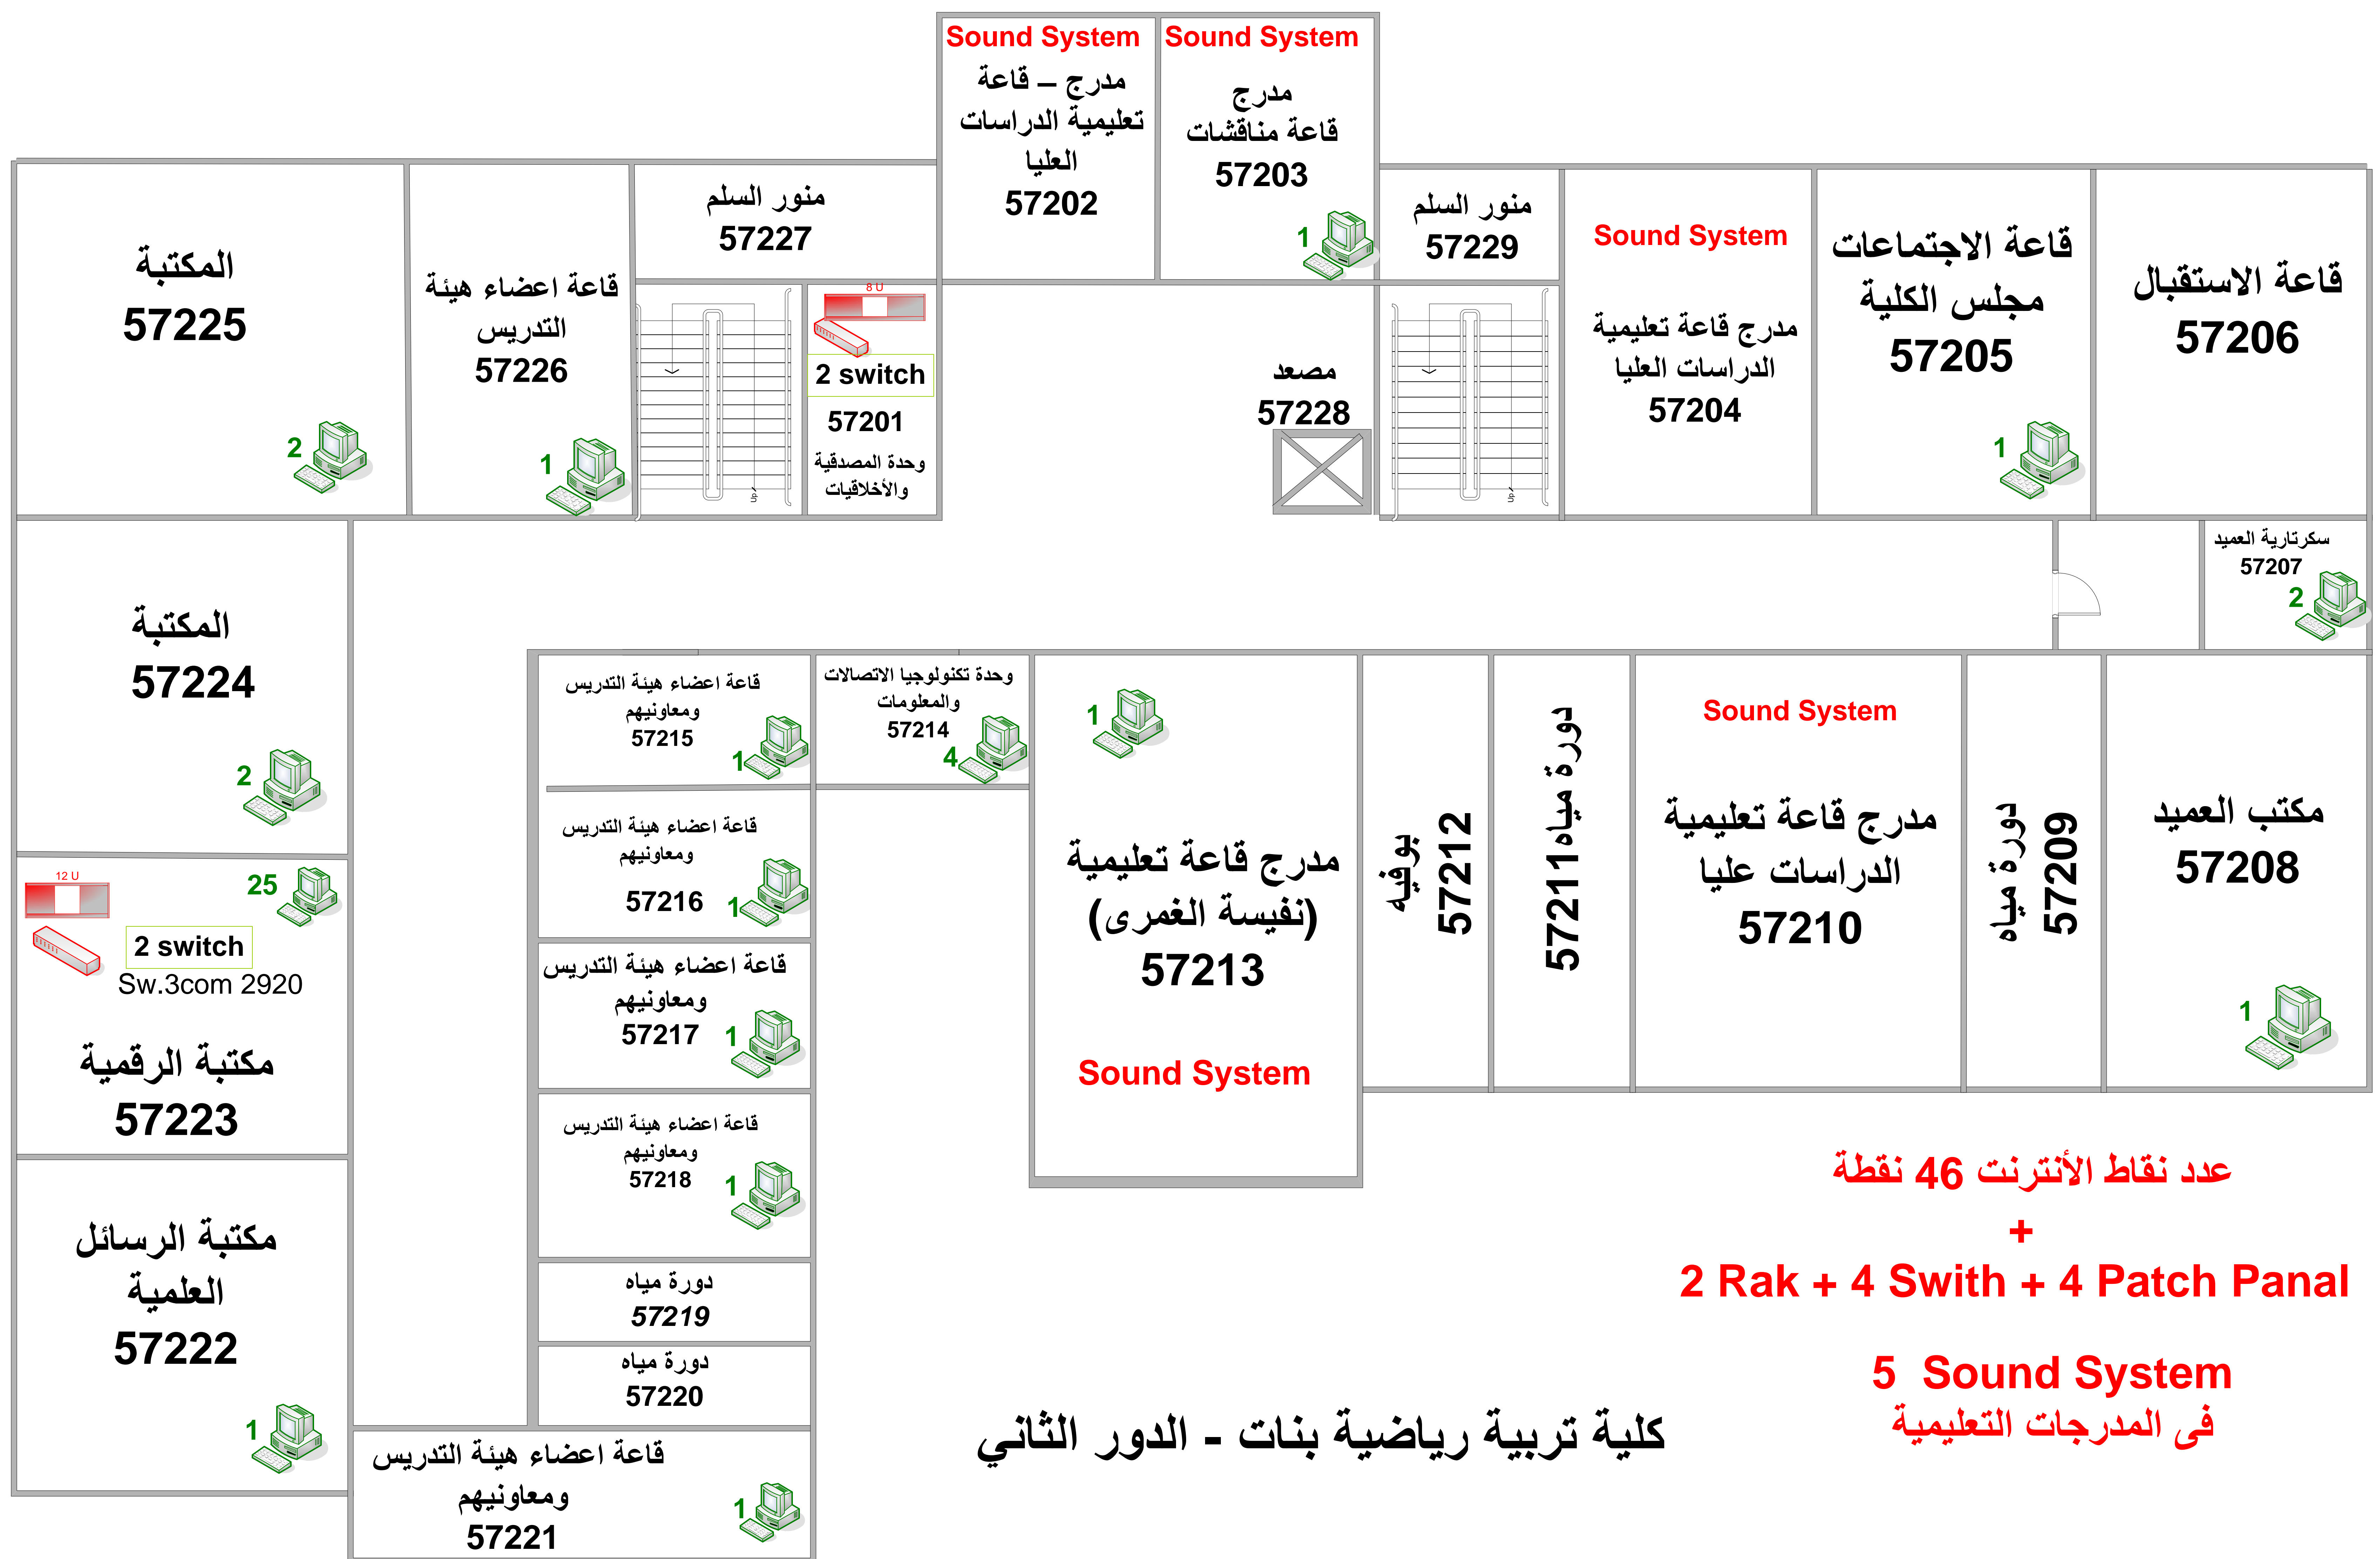 Sound System
مدرج – قاعة
تعليمية الدراسات
العليا
57202
Sound System
مدرج
قاعة مناقشات
57203
1
المكتبة
57225
2
قاعة اعضاء هيئة
التدريس
57226
1
منور السلم
57227
Up
8 U
2 switch
57201
وحدة المصدقية
والأخلاقيات
مصعد
57228
منور السلم
57229
Up
Sound System
مدرج قاعة تعليمية
الدراسات العليا
57204
قاعة الاجتماعات
مجلس الكلية
57205
1
قاعة الاستقبال
57206
سكرتارية العميد
57207
2
المكتبة
57224
2
12 U
25
2 switch
Sw.3com 2920
مكتبة الرقمية
57223
مكتبة الرسائل
العلمية
57222
1
قاعة اعضاء هيئة التدريس
ومعاونيهم
57215
1
وحدة تكنولوجيا الاتصالات
والمعلومات
57214
4
قاعة اعضاء هيئة التدريس
ومعاونيهم
57216
1
قاعة اعضاء هيئة التدريس
ومعاونيهم
57217
1
قاعة اعضاء هيئة التدريس
ومعاونيهم
57218
1
دورة مياه
57219
دورة مياه
57220
قاعة اعضاء هيئة التدريس
ومعاونيهم
57221
1
1
مدرج قاعة تعليمية
(نفيسة الغمرى)
57213
Sound System
بوفيه
57212
دورة مياه57211
Sound System
مدرج قاعة تعليمية
الدراسات عليا
57210
دورة مياه
57209
مكتب العميد
57208
1
عدد نقاط الأنترنت 46 نقطة
+
2 Rak + 4 Swith + 4 Patch Panal
5 Sound System
فى المدرجات التعليمية
كلية تربية رياضية بنات - الدور الثاني